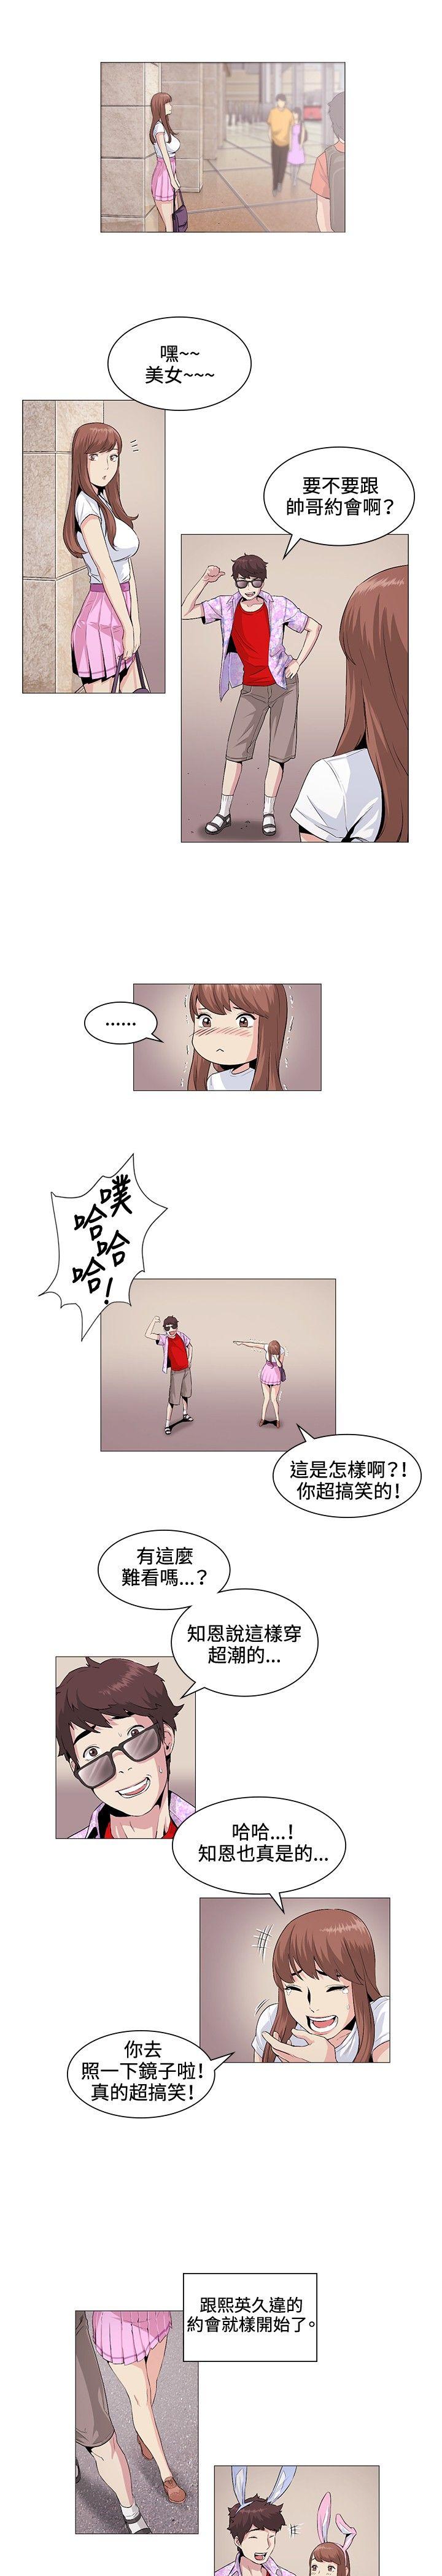 嘿~~
美女~~~
要不要跟
帥哥約會啊?
......
噗
哈哈
哈!
這是怎樣啊?!
你超搞笑的!
有這麼
難看嗎...?
知恩說這樣穿
超潮的...
哈哈...!
知恩也真是的...
你去
照一下鏡子啦!
真的超搞笑!
跟熙英久違的
約會就樣開始了。